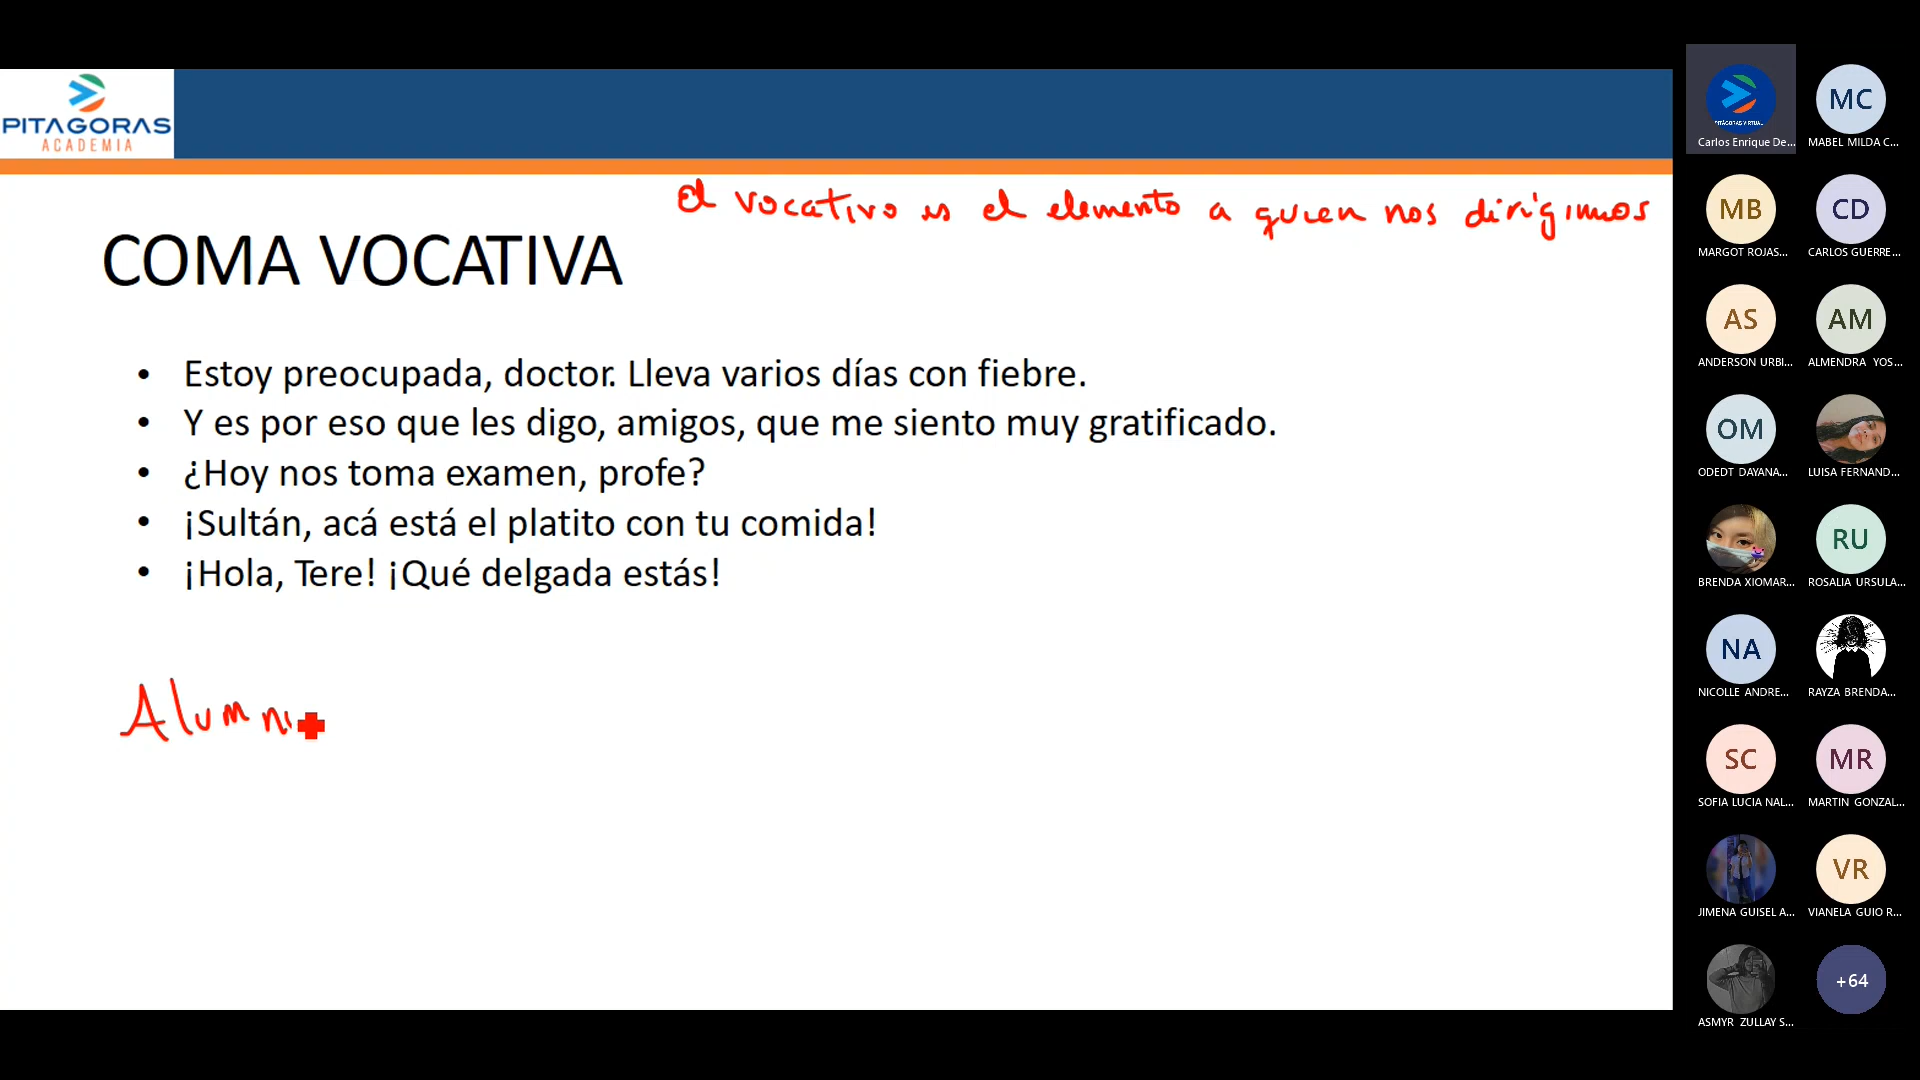 PITAGORAS
ACADEMIA
El vocativo es el elemento a quien nos dirigimos
COMA VOCATIVA
• Estoy preocupada, doctor. Lleva varios días con fiebre.
• Y es por eso que les digo, amigos, que me siento muy gratificado.
• ¿Hoy nos toma examen, profe?
• ¡Sultán, acá está el platito con tu comida!
• ¡Hola, Tere! ¡Qué delgada estás!
Alumn
PITÁGORAS VIRTUAL
Carlos Enrique De...
MC
MABEL MILDA C...
MB
MARGOT ROJAS...
CD
CARLOS GUERRE...
AS
ANDERSON URBI...
AM
ALMENDRA YOS...
OM
ODEDT DAYANA...
LUISA FERNAND...
BRENDA XIOMAR...
RU
ROSALIA URSULA...
NA
NICOLLE ANDRE...
RAYZA BRENDA...
SC
SOFIA LUCIA NAL...
MR
MARTIN GONZAL...
JIMENA GUISEL A...
VR
VIANELA GUIO R...
ASMYR ZULLAY S...
+64